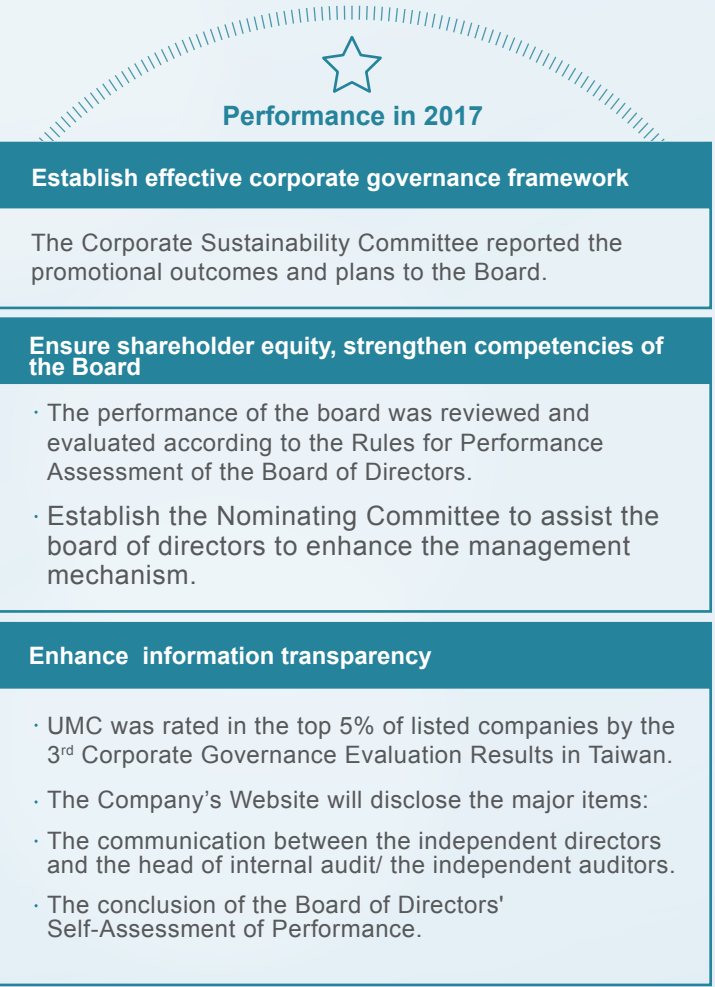 Performance in 2017
Establish effective corporate governance framework
The Corporate Sustainability Committee reported the
promotional outcomes and plans to the Board.
Ensure shareholder equity, strengthen competencies of
the Board
· The performance of the board was reviewed and
evaluated according to the Rules for Performance
Assessment of the Board of Directors.
· Establish the Nominating Committee to assist the
board of directors to enhance the management
mechanism.
Enhance information transparency
· UMC was rated in the top 5% of listed companies by the
3rd Corporate Governance Evaluation Results in Taiwan.
· The Company’s Website will disclose the major items:
· The communication between the independent directors
and the head of internal audit/ the independent auditors.
· The conclusion of the Board of Directors'
Self-Assessment of Performance.